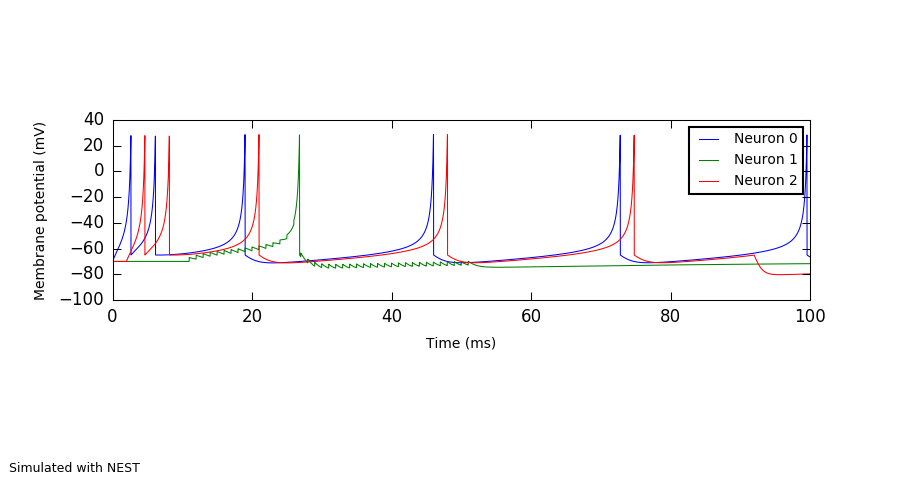 40
20
0
−20
−40
−60
−80
−100
Membrane potential (mV)
Neuron 0
Neuron 1
Neuron 2
0 20 40 60 80 100
Time (ms)
Simulated with NEST